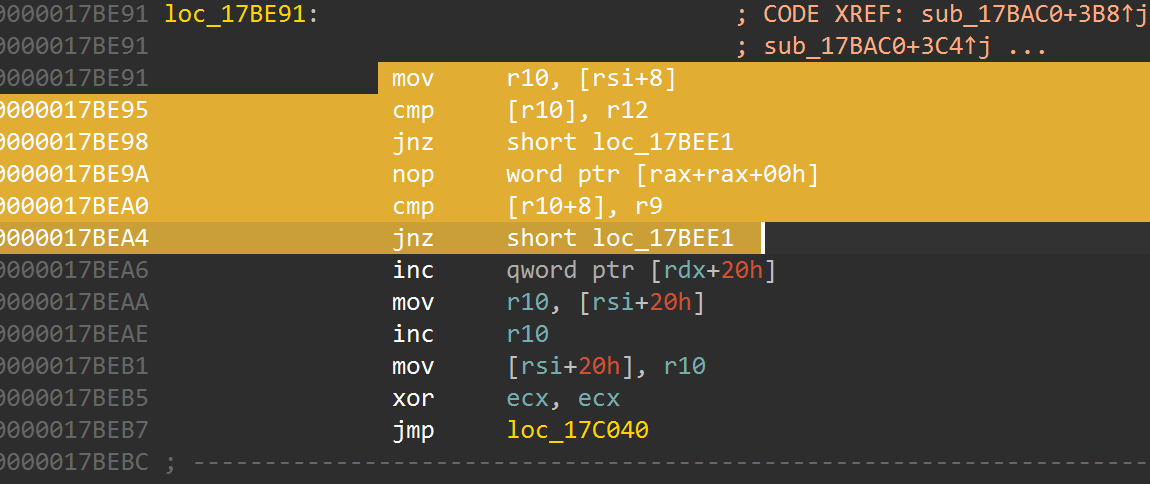 0000017BE91 loc_17BE91: ; CODE XREF: sub_17BAC0+3B8↑j
0000017BE91 ; sub_17BAC0+3C4↑j ...
0000017BE91 mov r10, [rsi+8]
0000017BE95 cmp [r10], r12
0000017BE98 jnz short loc_17BEE1
0000017BE9A nop word ptr [rax+rax+00h]
0000017BEA0 cmp [r10+8], r9
0000017BEA4 jnz short loc_17BEE1
0000017BEA6 inc qword ptr [rdx+20h]
0000017BEAA mov r10, [rsi+20h]
0000017BEAE inc r10
0000017BEB1 mov [rsi+20h], r10
0000017BEB5 xor ecx, ecx
0000017BEB7 jmp loc_17C040
0000017BEBC ; ---------------------------------------------------------------------------